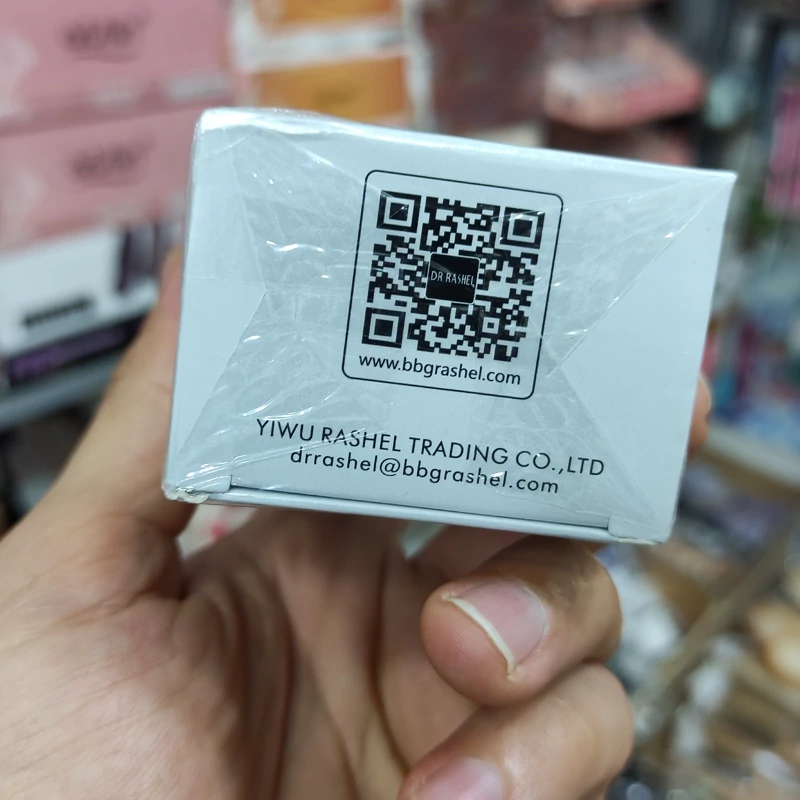 DR RASHEL
www.bbgrashel.com
YIWU RASHEL TRADING CO.,LTD
drrashel@bbgrashel.com